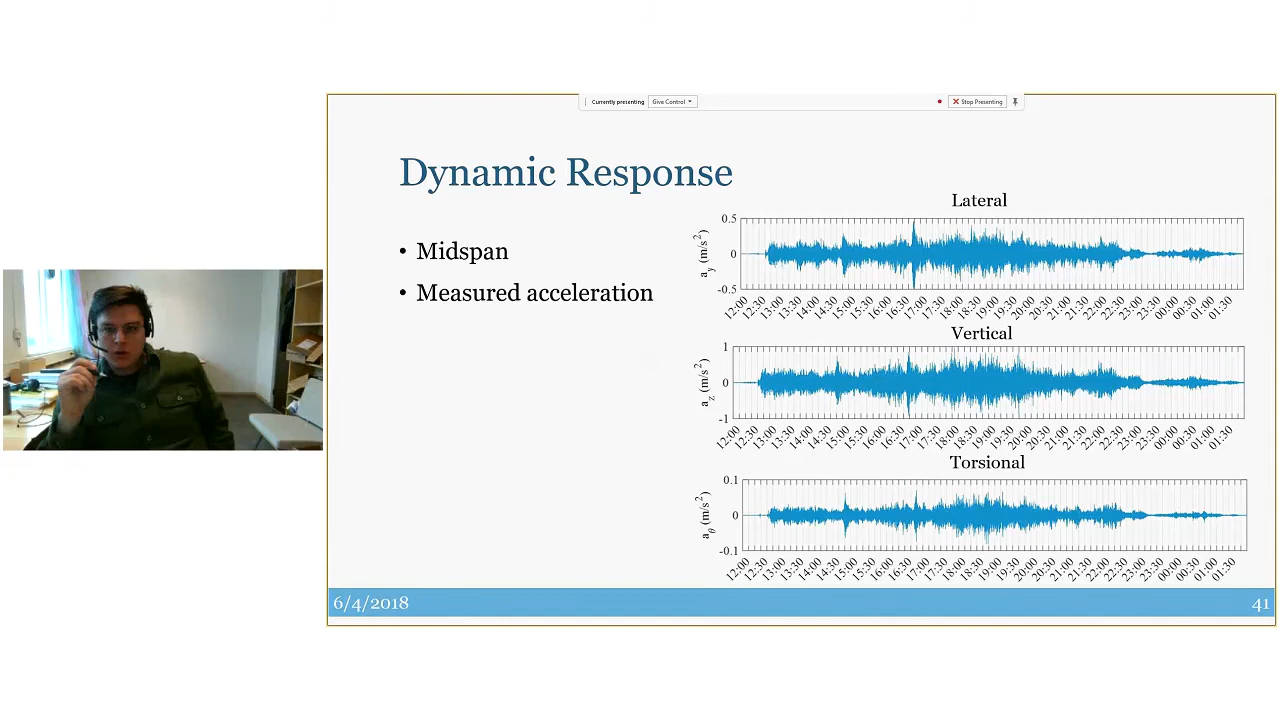 Currently presenting Give Control Stop Presenting
Dynamic Response
• Midspan
• Measured acceleration
Lateral
0.5
0
-0.5
a_y (m/s²)
12:00 12:30 13:00 13:30 14:00 14:30 15:00 15:30 16:00 16:30 17:00 17:30 18:00 18:30 19:00 19:30 20:00 20:30 21:00 21:30 22:00 22:30 23:00 23:30 00:00 00:30 01:00 01:30
Vertical
1
0
-1
a_z (m/s²)
12:00 12:30 13:00 13:30 14:00 14:30 15:00 15:30 16:00 16:30 17:00 17:30 18:00 18:30 19:00 19:30 20:00 20:30 21:00 21:30 22:00 22:30 23:00 23:30 00:00 00:30 01:00 01:30
Torsional
0.1
0
-0.1
a_θ (m/s²)
12:00 12:30 13:00 13:30 14:00 14:30 15:00 15:30 16:00 16:30 17:00 17:30 18:00 18:30 19:00 19:30 20:00 20:30 21:00 21:30 22:00 22:30 23:00 23:30 00:00 00:30 01:00 01:30
6/4/2018 41